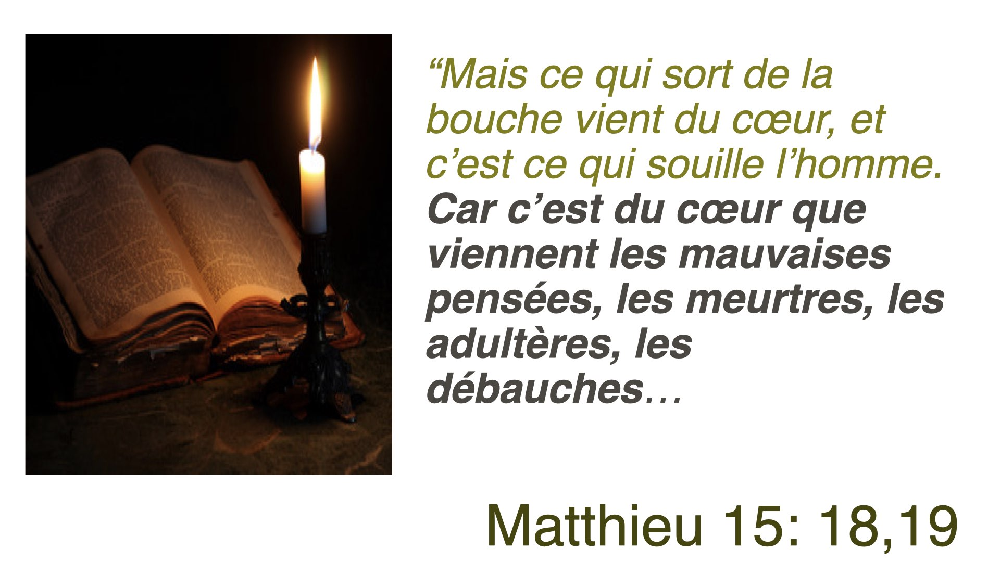 “Mais ce qui sort de la
bouche vient du cœur, et
c’est ce qui souille l’homme.
Car c’est du cœur que
viennent les mauvaises
pensées, les meurtres, les
adultères, les
débauches…
Matthieu 15: 18,19